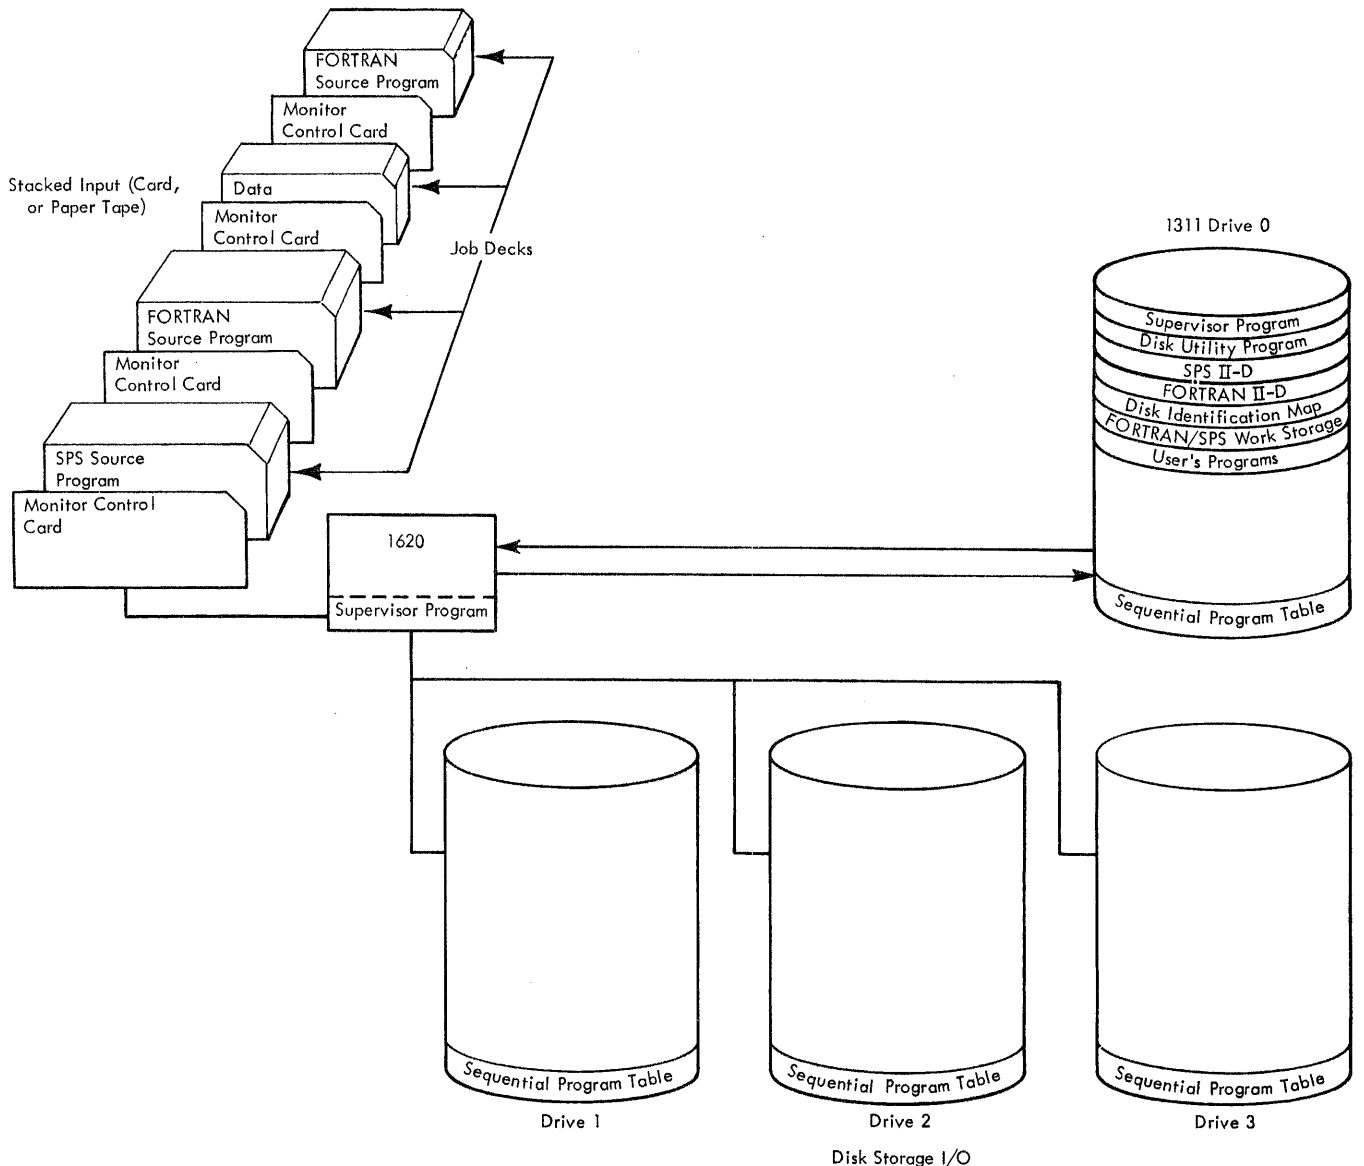 FORTRAN
Source Program
Monitor
Control Card
Stacked Input (Card,
or Paper Tape)
Data
Monitor
Control Card
Job Decks
FORTRAN
Source Program
Monitor
Control Card
SPS Source
Program
Monitor Control
Card
1620
Supervisor Program
1311 Drive 0
Supervisor Program
Disk Utility Program
SPS II-D
FORTRAN II-D
Disk Identification Map
FORTRAN/SPS Work Storage
User's Programs
Sequential Program Table
Sequential Program Table
Drive 1
Sequential Program Table
Drive 2
Sequential Program Table
Drive 3
Disk Storage I/O